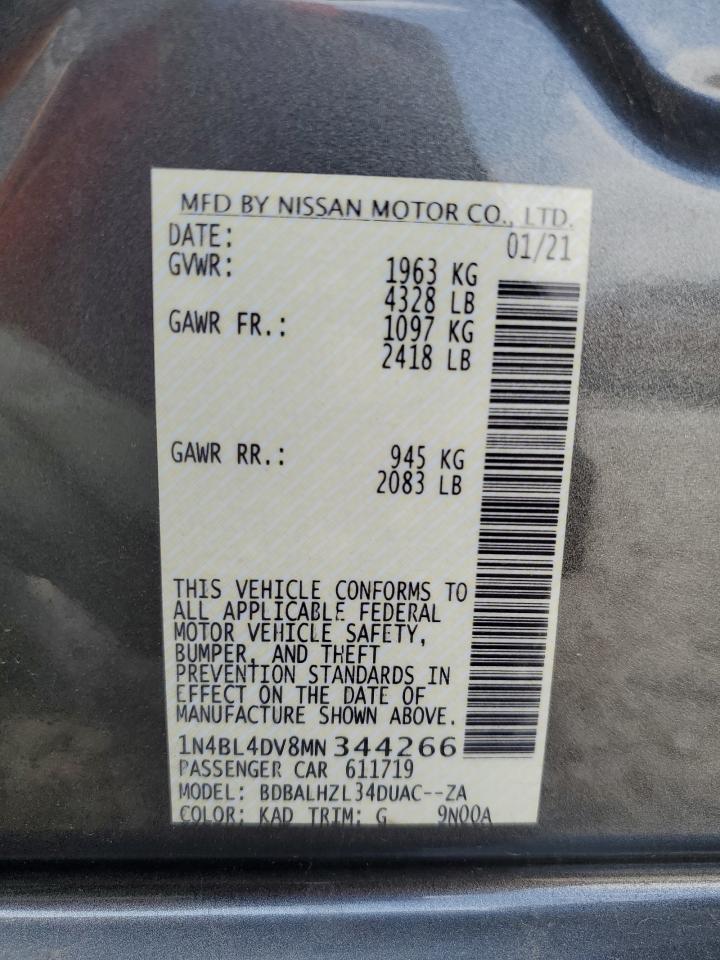 MFD BY NISSAN MOTOR CO., LTD.
DATE: 01/21
GVWR: 1963 KG
4328 LB
GAWR FR.: 1097 KG
2418 LB
GAWR RR.: 945 KG
2083 LB
THIS VEHICLE CONFORMS TO
ALL APPLICABLE FEDERAL
MOTOR VEHICLE SAFETY,
BUMPER, AND THEFT
PREVENTION STANDARDS IN
EFFECT ON THE DATE OF
MANUFACTURE SHOWN ABOVE.
1N4BL4DV8MN344266
PASSENGER CAR 611719
MODEL: BDBALHZL34DUAC--ZA
COLOR: KAD TRIM: G 9N00A